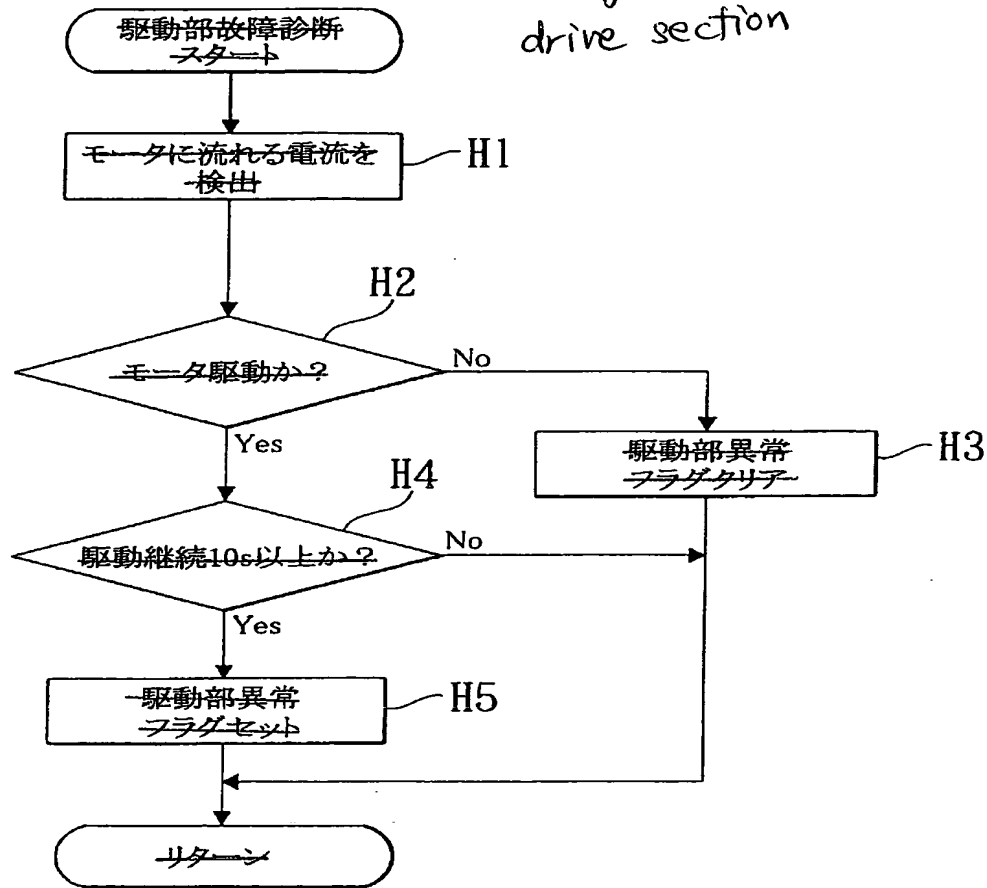 drive section
駆動部故障診断
スタート
モータに流れる電流を
検出
H1
H2
モータ駆動か？
No
Yes
駆動部異常
フラグクリア
H3
H4
駆動継続10s以上か？
No
Yes
駆動部異常
フラグセット
H5
リターン